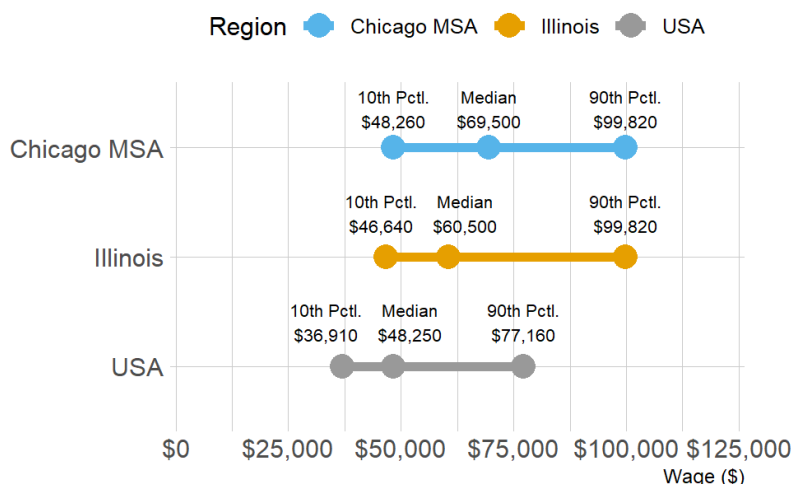 Region Chicago MSA Illinois USA
10th Pctl. Median 90th Pctl.
$48,260 $69,500 $99,820
Chicago MSA
10th Pctl. Median 90th Pctl.
$46,640 $60,500 $99,820
Illinois
10th Pctl. Median 90th Pctl.
$36,910 $48,250 $77,160
USA
$0 $25,000 $50,000 $75,000 $100,000 $125,000
Wage ($)